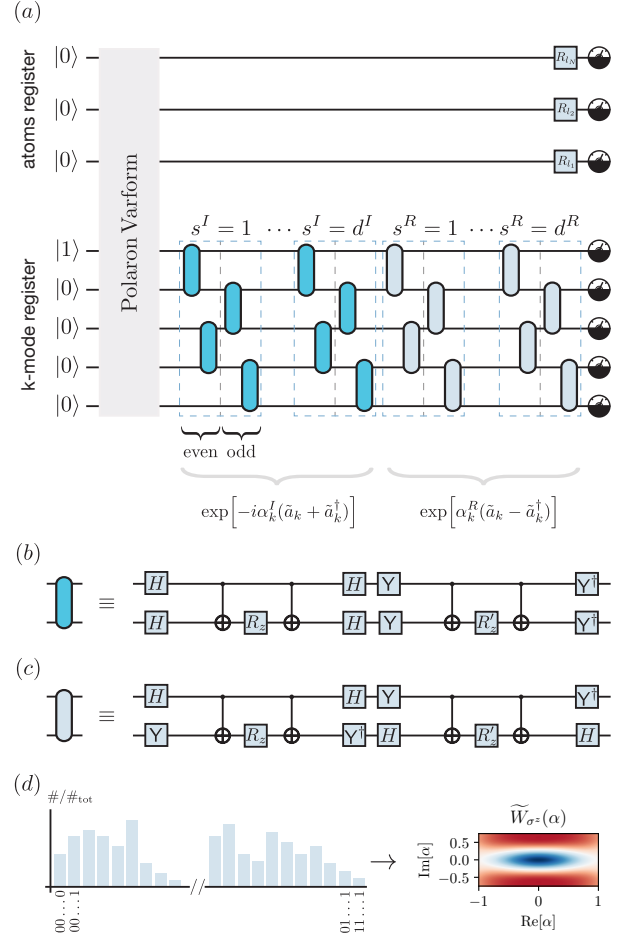 (a)
atoms register
|0⟩
R_{l_N}
|0⟩
R_{l_2}
|0⟩
R_{l_1}
Polaron Varform
s^I = 1 ⋯ s^I = d^I s^R = 1 ⋯ s^R = d^R
k-mode register
|1⟩
|0⟩
|0⟩
|0⟩
|0⟩
even odd
exp[-iα_k^I(ã_k + ã_k^†)] exp[α_k^R(ã_k - ã_k^†)]
(b)
≡ H H Y Y^†
H R_z H Y R'_z Y^†
(c)
≡ H H Y Y^†
Y R_z Y^† H R'_z H
(d)
#/#_tot
//
00...0
00...1
01...1
11...1
→
W̃_{σ^z}(α)
Im[α]
0.5
0.0
−0.5
−1 0 1
Re[α]